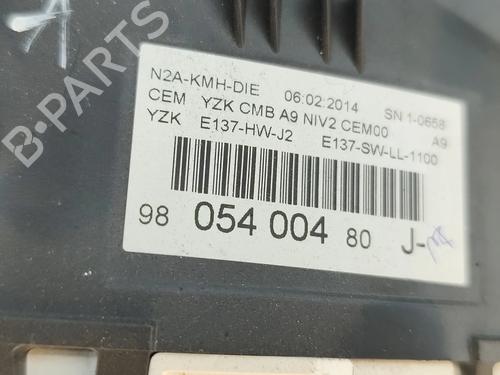 B-PARTS
N2A-KMH-DIE 06:02:2014 SN 1-0658
CEM YZK CMB A9 NIV2 CEM00 A9
YZK E137-HW-J2 E137-SW-LL-1100
98 054 004 80 J-